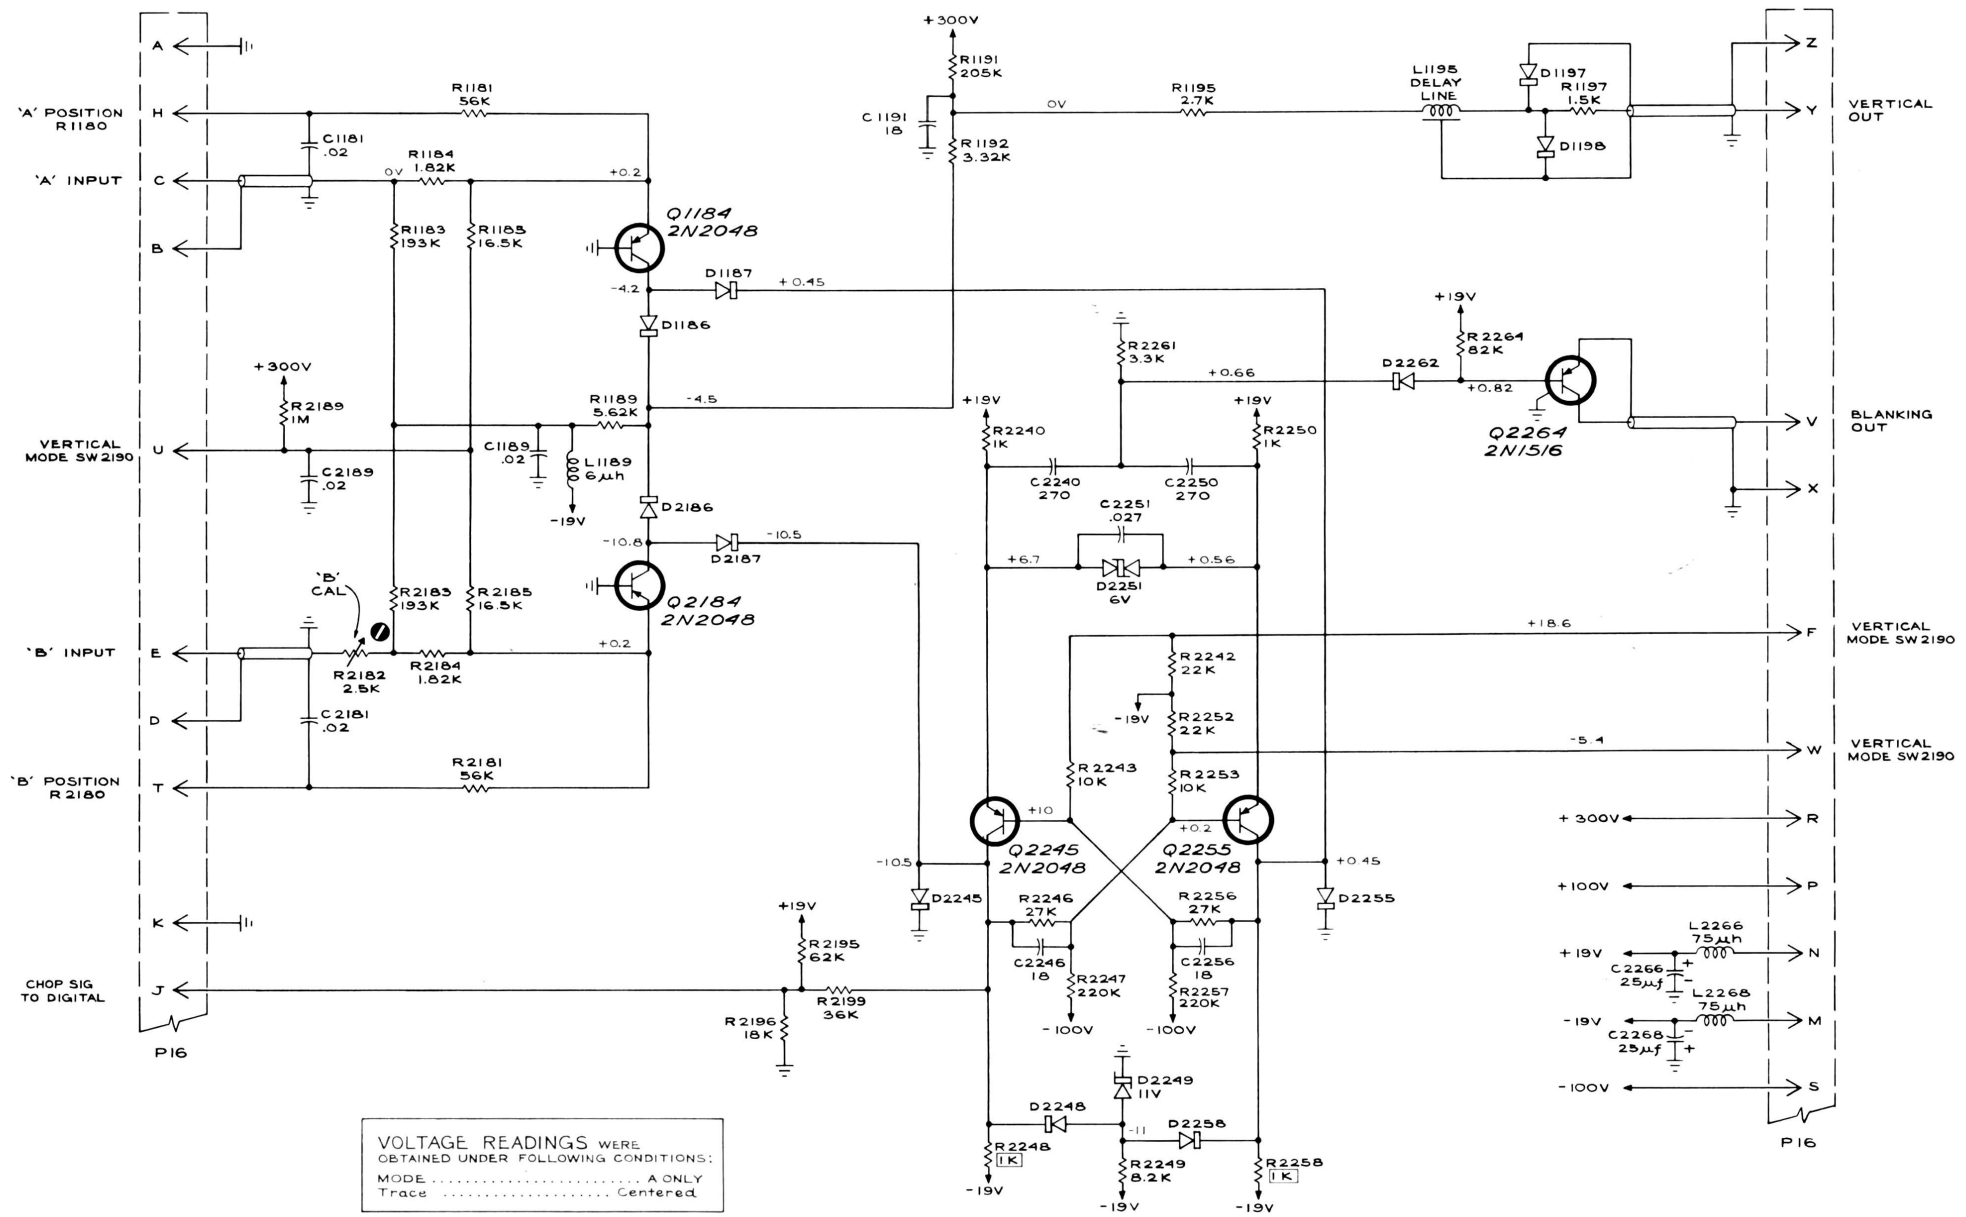 A
'A' POSITION
R1180
H
R1181
56K
C1181
.02
'A' INPUT
C
0V
R1184
1.82K
+0.2
B
R1183
193K
R1185
16.5K
Q1184
2N2048
-4.2
D1187
+0.45
D1186
+300V
R2189
1M
VERTICAL
MODE SW2190
U
C2189
.02
R1189
5.62K
-4.5
C1189
.02
L1189
6µh
-19V
D2186
-10.8
D2187
-10.5
Q2184
2N2048
'B'
CAL
R2183
193K
R2185
16.5K
'B' INPUT
E
R2182
2.5K
R2184
1.82K
+0.2
D
C2181
.02
'B' POSITION
R2180
T
R2181
56K
K
CHOP SIG
TO DIGITAL
J
P16
+19V
R2195
62K
R2196
18K
R2199
36K
+300V
R1191
205K
C1191
18
R1192
3.32K
0V
R1195
2.7K
L1195
DELAY
LINE
D1197
R1197
1.5K
D1198
Z
Y
VERTICAL
OUT
R2261
3.3K
+0.66
D2262
+19V
R2264
82K
+0.82
Q2264
2N1516
V
BLANKING
OUT
X
+19V
R2240
1K
C2240
270
C2250
270
+19V
R2250
1K
C2251
.027
+6.7
D2251
6V
+0.56
+18.6
F
VERTICAL
MODE SW2190
R2242
22K
-19V
R2252
22K
-5.4
W
VERTICAL
MODE SW2190
R2243
10K
R2253
10K
+10
+0.2
Q2245
2N2048
Q2255
2N2048
-10.5
D2245
+0.45
D2255
R2246
27K
C2246
18
R2247
220K
-100V
R2256
27K
C2256
18
R2257
220K
-100V
D2249
11V
D2248
-11
D2258
R2248
1K
-19V
R2249
8.2K
-19V
R2258
1K
-19V
+300V
R
+100V
P
+19V
L2266
75µh
N
C2266
25µf
+
-
-19V
L2268
75µh
M
C2268
25µf
-
+
-100V
S
P16
VOLTAGE READINGS WERE
OBTAINED UNDER FOLLOWING CONDITIONS:
MODE ........................ A ONLY
Trace .................... Centered